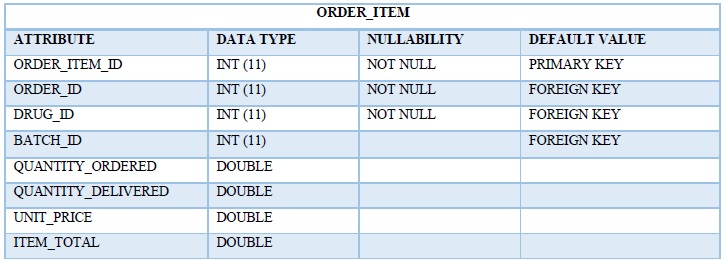 ORDER_ITEM
ATTRIBUTE DATA TYPE NULLABILITY DEFAULT VALUE
ORDER_ITEM_ID INT (11) NOT NULL PRIMARY KEY
ORDER_ID INT (11) NOT NULL FOREIGN KEY
DRUG_ID INT (11) NOT NULL FOREIGN KEY
BATCH_ID INT (11) FOREIGN KEY
QUANTITY_ORDERED DOUBLE
QUANTITY_DELIVERED DOUBLE
UNIT_PRICE DOUBLE
ITEM_TOTAL DOUBLE